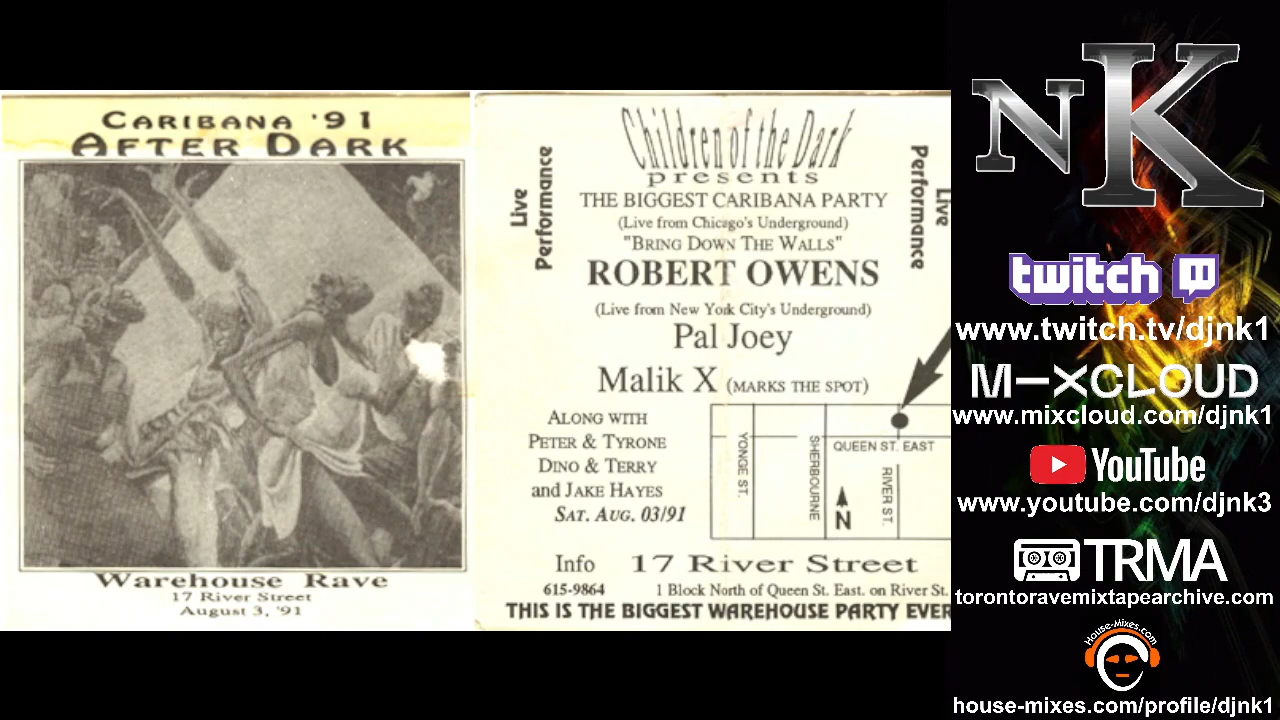 CARIBANA '91
AFTER DARK
Warehouse Rave
17 River Street
August 3, '91
Children of the Dark
presents
Live
Performance
THE BIGGEST CARIBANA PARTY
(Live from Chicago's Underground)
"BRING DOWN THE WALLS"
ROBERT OWENS
(Live from New York City's Underground)
Pal Joey
Malik X (MARKS THE SPOT)
Performance
Live
ALONG WITH
PETER & TYRONE
DINO & TERRY
and JAKE HAYES
SAT. AUG. 03/91
YONGE ST.
SHERBOURNE
QUEEN ST. EAST
RIVER ST.
N
Info
615-9864
17 River Street
1 Block North of Queen St. East. on River St.
THIS IS THE BIGGEST WAREHOUSE PARTY EVER
NK
twitch
www.twitch.tv/djnk1
M-XCLOUD
www.mixcloud.com/djnk1
YouTube
www.youtube.com/djnk3
TRMA
torontoravemixtapearchive.com
House-Mixes.com
house-mixes.com/profile/djnk1